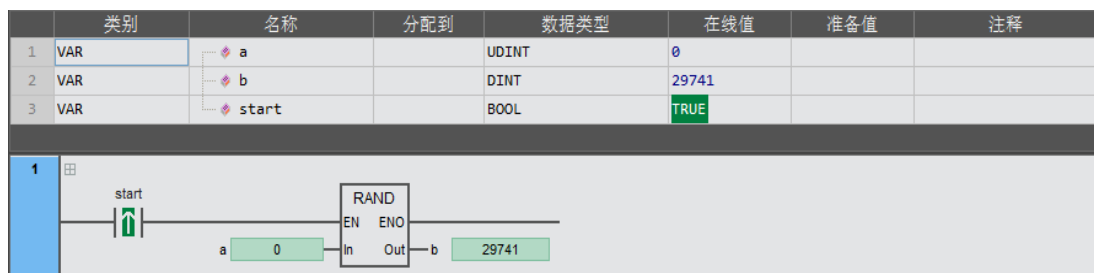 类别 名称 分配到 数据类型 在线值 准备值 注释
1 VAR a UDINT 0
2 VAR b DINT 29741
3 VAR start BOOL TRUE
1
start
RAND
EN ENO
a 0 In Out b 29741